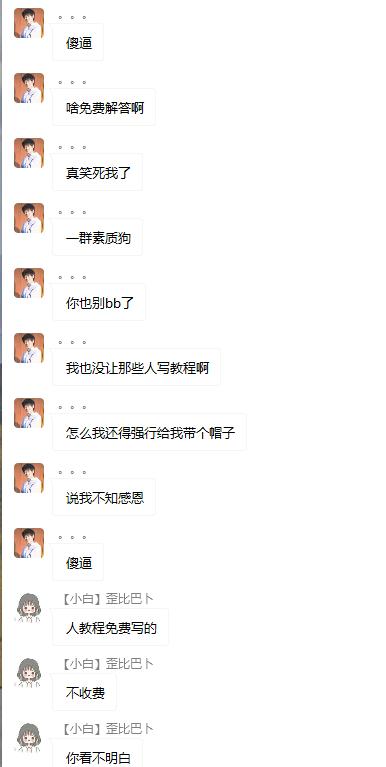 。。。
傻逼
。。。
啥免费解答啊
。。。
真笑死我了
。。。
一群素质狗
。。。
你也别bb了
。。。
我也没让那些人写教程啊
。。。
怎么我还得强行给我带个帽子
。。。
说我不知感恩
。。。
傻逼
【小白】歪比巴卜
人教程免费写的
【小白】歪比巴卜
不收费
【小白】歪比巴卜
你看不明白